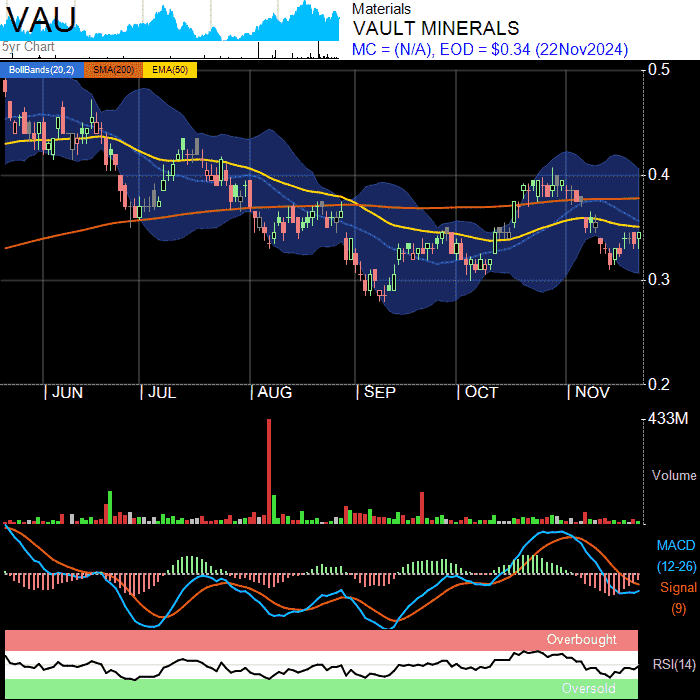 VAU
5yr Chart
Materials
VAULT MINERALS
MC = (N/A), EOD = $0.34 (22Nov2024)
BollBands(20,2) SMA(200) EMA(50)
0.5
0.4
0.3
0.2
JUN JUL AUG SEP OCT NOV
433M
Volume
MACD
(12-26)
Signal
(9)
Overbought
RSI(14)
Oversold